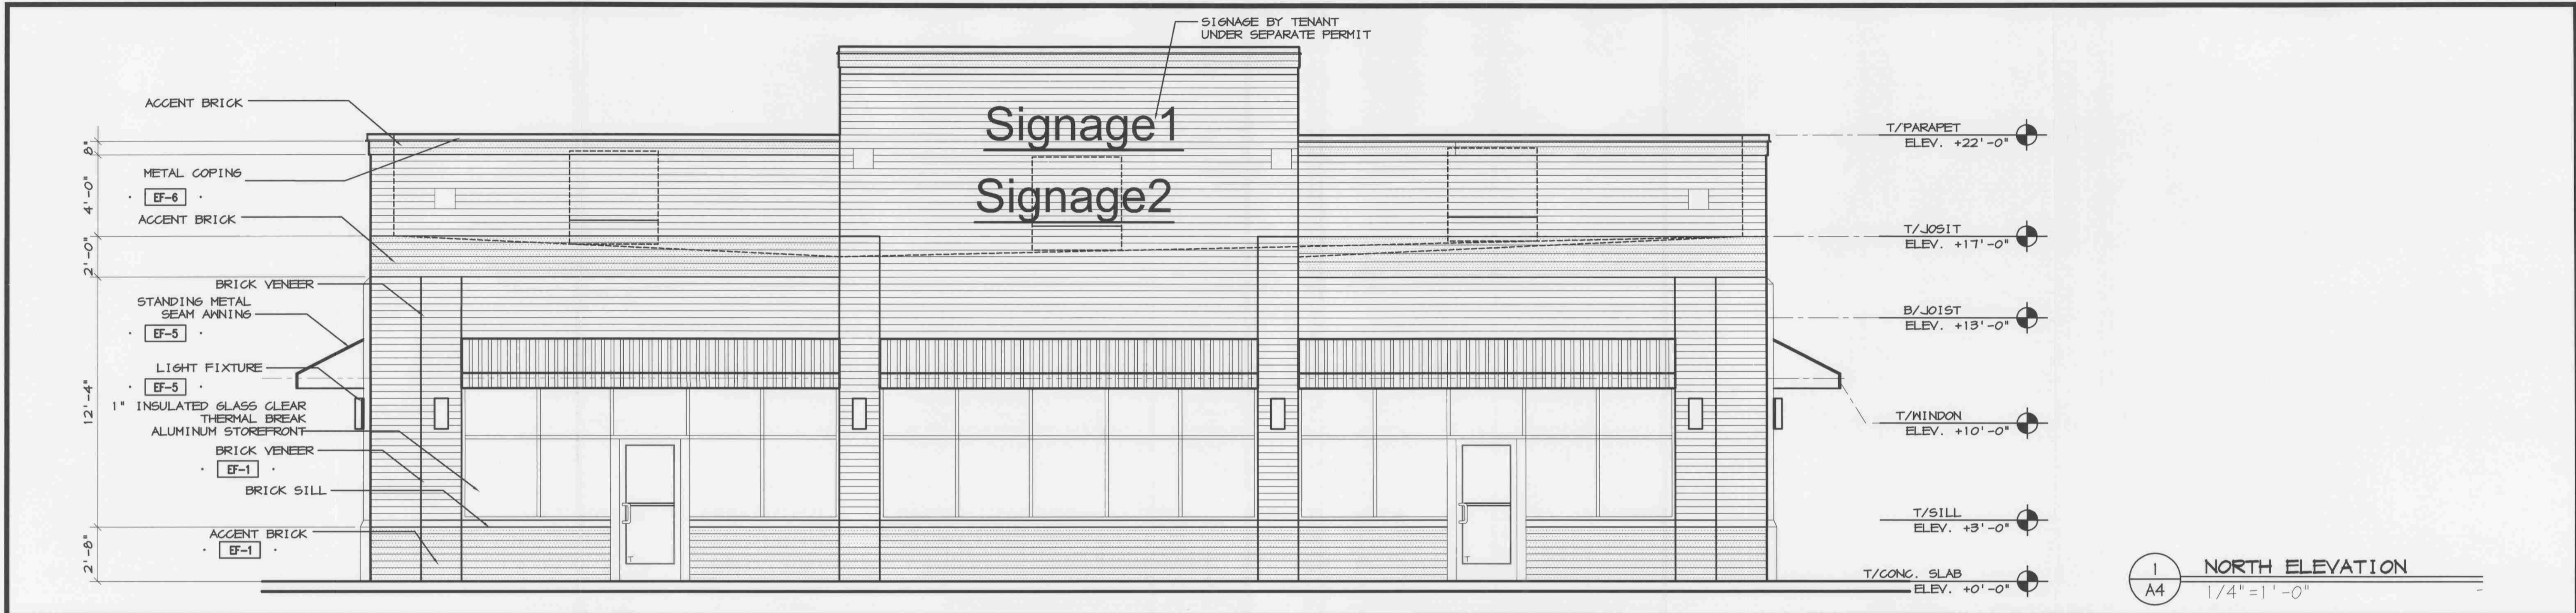 SIGNAGE BY TENANT
UNDER SEPARATE PERMIT
Signage1
Signage2
ACCENT BRICK
METAL COPING
EF-6
ACCENT BRICK
BRICK VENEER
STANDING METAL
SEAM AWNING
EF-5
LIGHT FIXTURE
EF-5
1" INSULATED GLASS CLEAR
THERMAL BREAK
ALUMINUM STOREFRONT
BRICK VENEER
EF-1
BRICK SILL
ACCENT BRICK
EF-1
8"
4'-0"
2'-0"
12'-4"
2'-8"
T
T
T/PARAPET
ELEV. +22'-0"
T/JOSIT
ELEV. +17'-0"
B/JOIST
ELEV. +13'-0"
T/WINDON
ELEV. +10'-0"
T/SILL
ELEV. +3'-0"
T/CONC. SLAB
ELEV. +0'-0"
1
A4
NORTH ELEVATION
1/4"=1'-0"